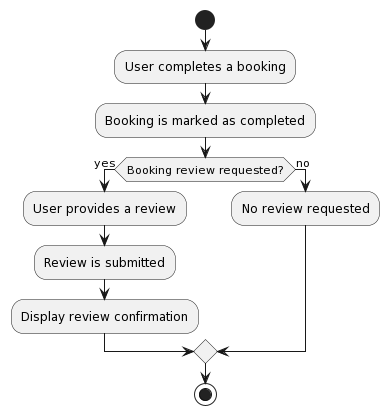 User completes a booking
Booking is marked as completed
yes
Booking review requested?
no
User provides a review
No review requested
Review is submitted
Display review confirmation